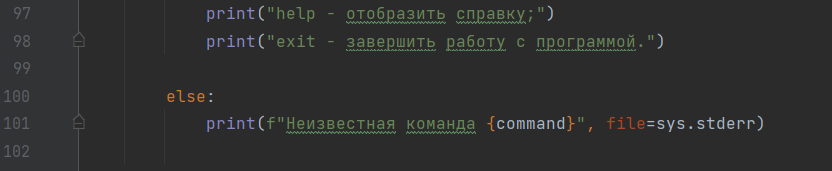 97 print("help - отобразить справку;")
98 print("exit - завершить работу с программой.")
99
100 else:
101 print(f"Неизвестная команда {command}", file=sys.stderr)
102